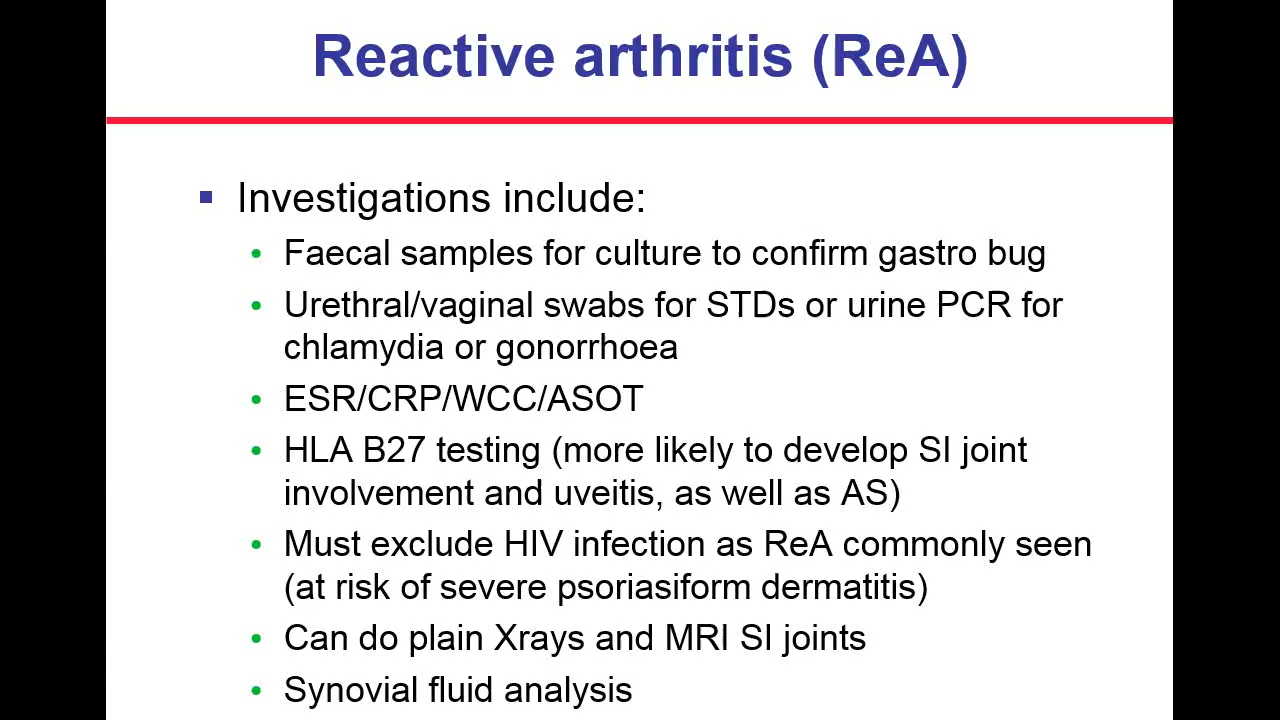 Reactive arthritis (ReA)
Investigations include:
Faecal samples for culture to confirm gastro bug
Urethral/vaginal swabs for STDs or urine PCR for
chlamydia or gonorrhoea
ESR/CRP/WCC/ASOT
HLA B27 testing (more likely to develop SI joint
involvement and uveitis, as well as AS)
Must exclude HIV infection as ReA commonly seen
(at risk of severe psoriasiform dermatitis)
Can do plain Xrays and MRI SI joints
Synovial fluid analysis